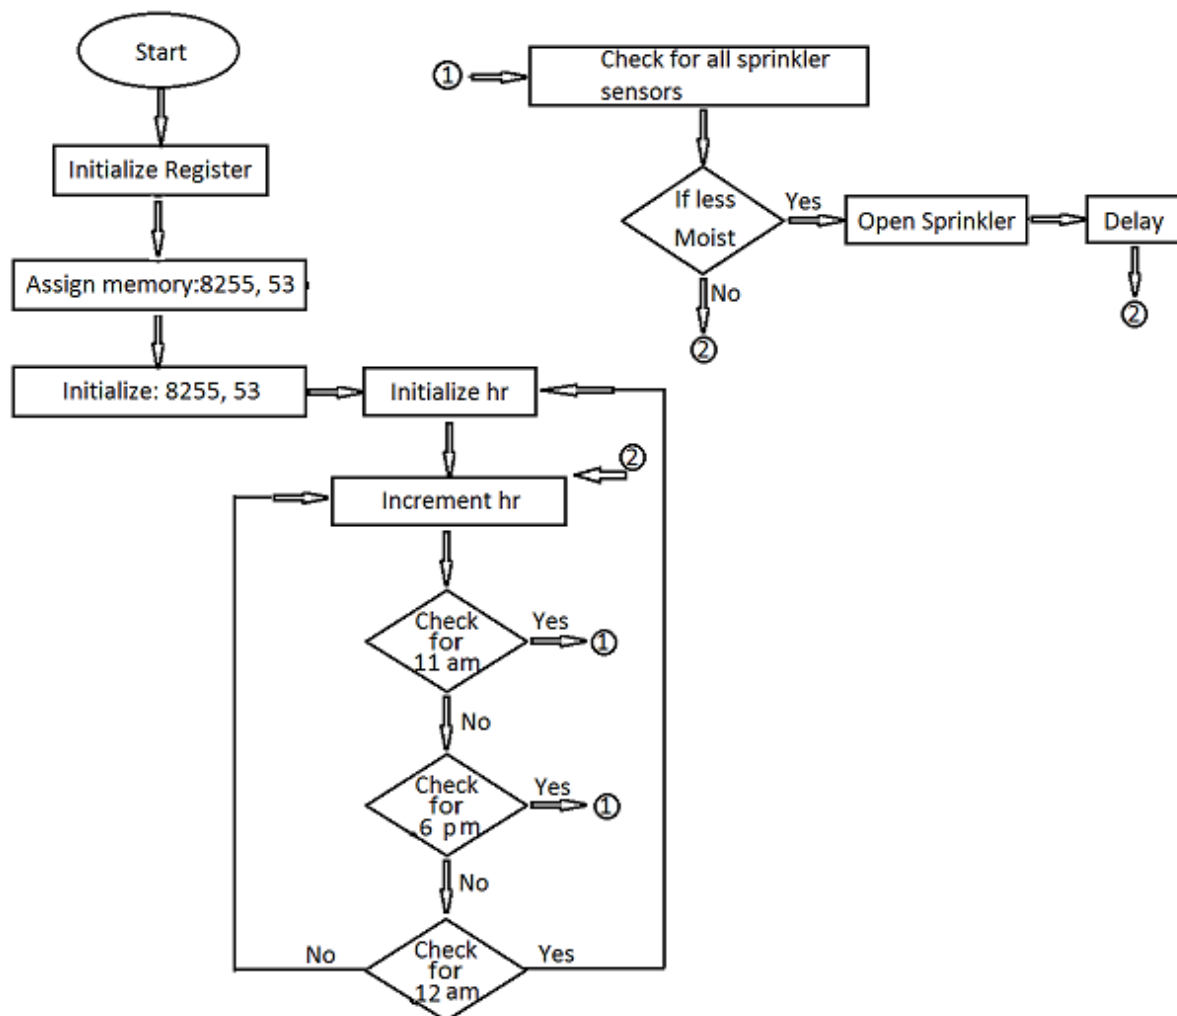 Start
Initialize Register
Assign memory:8255, 53
Initialize: 8255, 53
Initialize hr
2
Increment hr
Check
for
11 am
Yes
1
No
Check
for
6 pm
Yes
1
No
Check
for
12 am
No
Yes
1
Check for all sprinkler
sensors
If less
Moist
Yes
Open Sprinkler
Delay
2
No
2